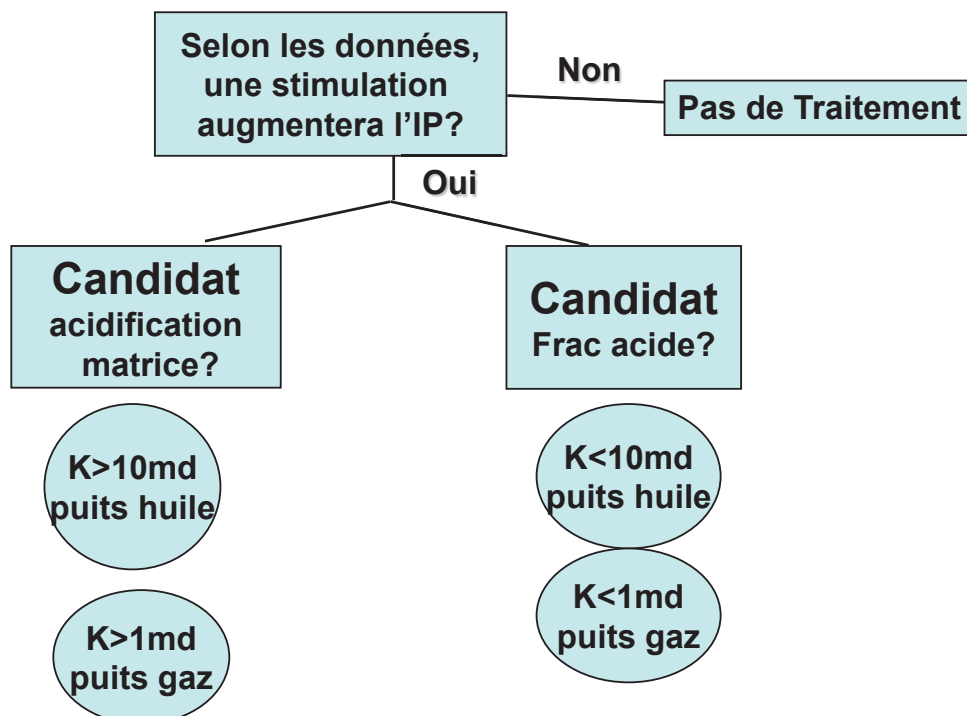 Selon les données,
une stimulation
augmentera l’IP?
Non
Pas de Traitement
Oui
Candidat
acidification
matrice?
Candidat
Frac acide?
K>10md
puits huile
K<10md
puits huile
K>1md
puits gaz
K<1md
puits gaz